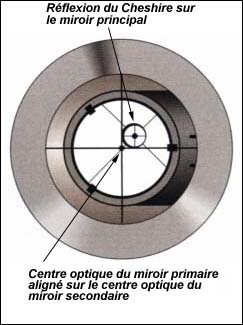 Réflexion du Cheshire sur
le miroir principal
Centre optique du miroir primaire
aligné sur le centre optique du
miroir secondaire